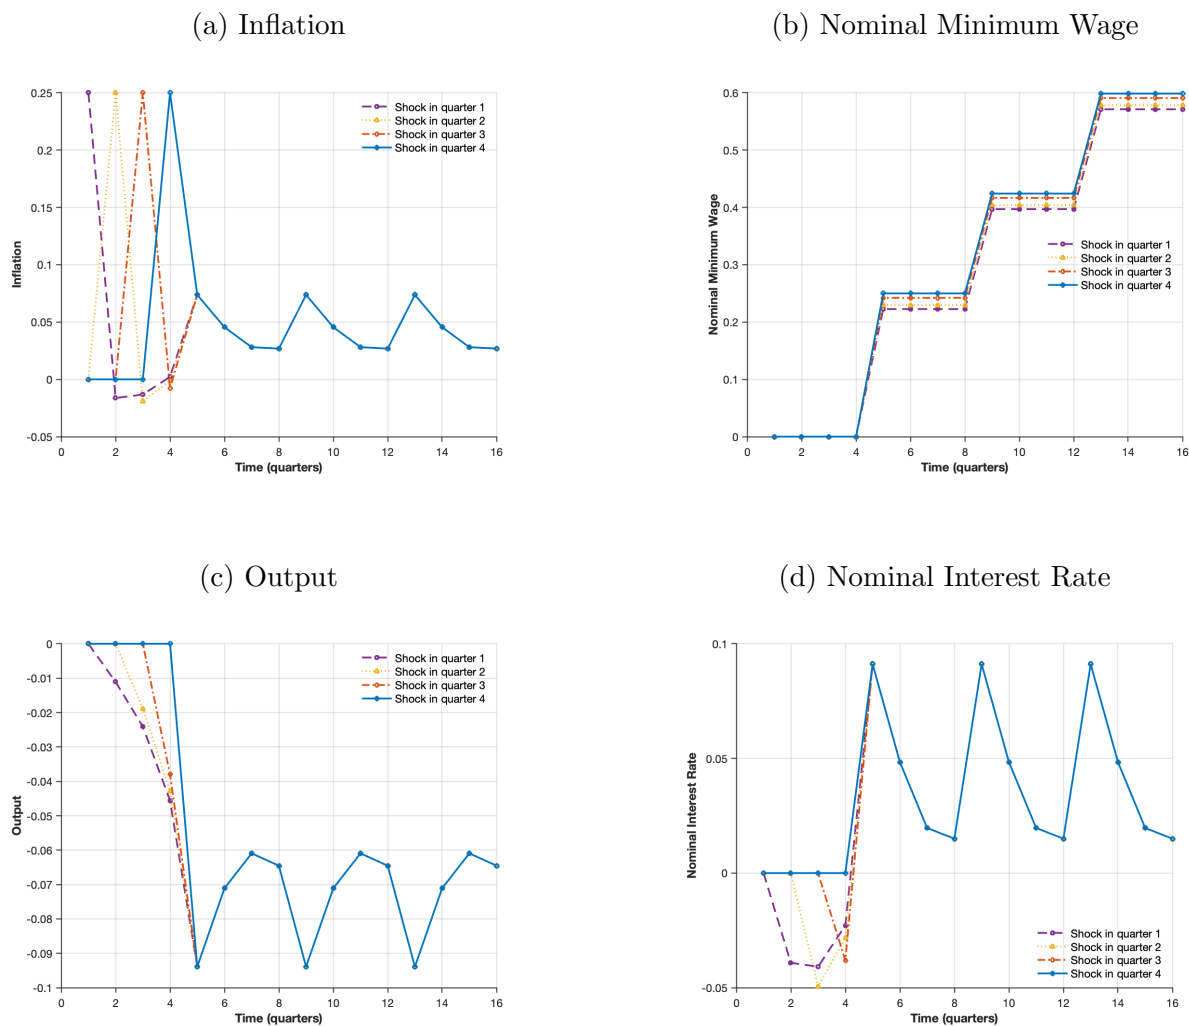 (a) Inflation
(b) Nominal Minimum Wage
0.25
0.2
0.15
0.1
0.05
0
-0.05
Inflation
0
2
4
6
8
10
12
14
16
Time (quarters)
Shock in quarter 1
Shock in quarter 2
Shock in quarter 3
Shock in quarter 4
0.6
0.5
0.4
0.3
0.2
0.1
0
Nominal Minimum Wage
0
2
4
6
8
10
12
14
16
Time (quarters)
Shock in quarter 1
Shock in quarter 2
Shock in quarter 3
Shock in quarter 4
(c) Output
(d) Nominal Interest Rate
0
-0.01
-0.02
-0.03
-0.04
-0.05
-0.06
-0.07
-0.08
-0.09
-0.1
Output
0
2
4
6
8
10
12
14
16
Time (quarters)
Shock in quarter 1
Shock in quarter 2
Shock in quarter 3
Shock in quarter 4
0.1
0.05
0
-0.05
Nominal Interest Rate
0
2
4
6
8
10
12
14
16
Time (quarters)
Shock in quarter 1
Shock in quarter 2
Shock in quarter 3
Shock in quarter 4